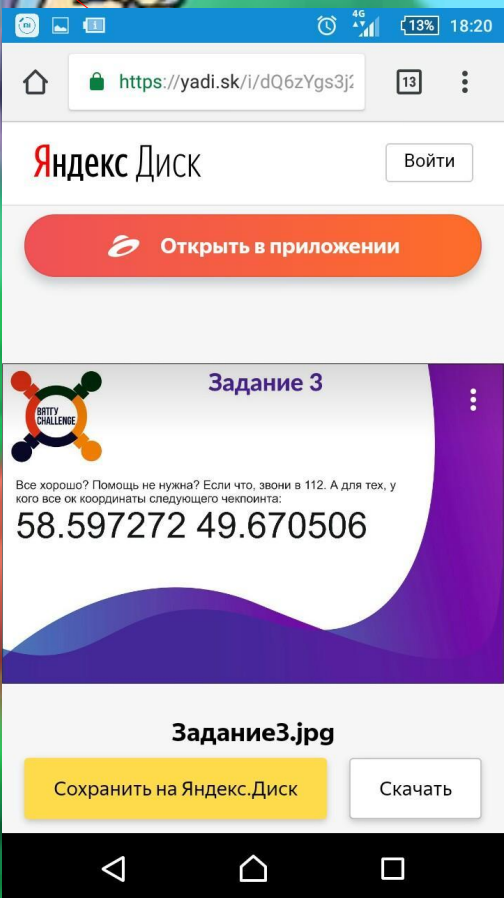 4G
13% 18:20
https://yadi.sk/i/dQ6zYgs3j
13
Яндекс Диск
Войти
Открыть в приложении
Задание 3
ВЯТГУ
CHALLENGE
Все хорошо? Помощь не нужна? Если что, звони в 112. А для тех, у
кого все ок координаты следующего чекпоинта:
58.597272 49.670506
Задание3.jpg
Сохранить на Яндекс.Диск
Скачать